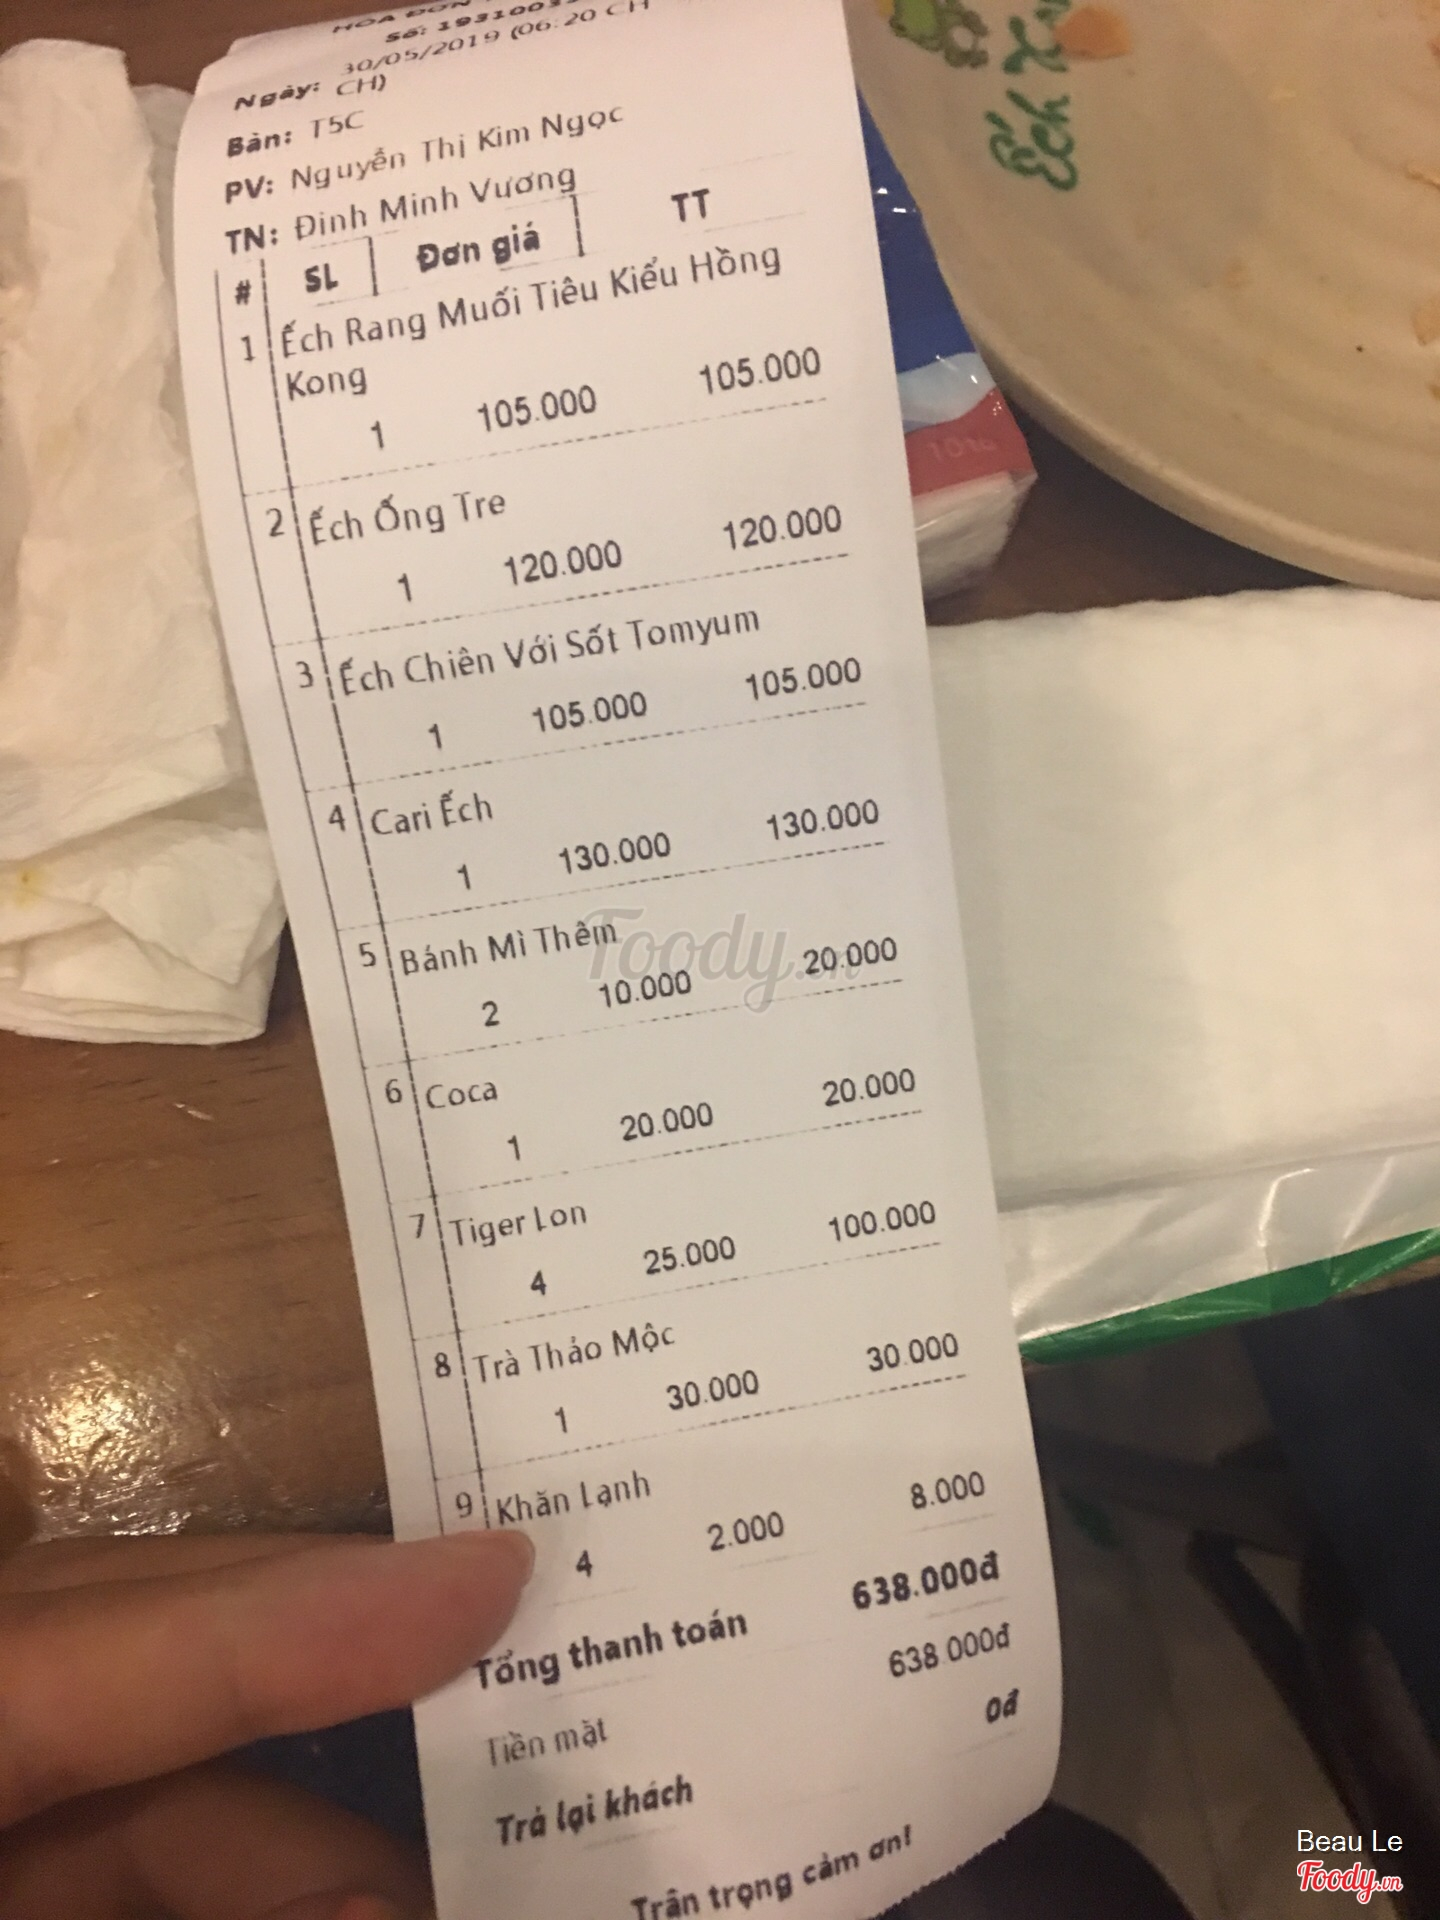 HÓA ĐƠN
Số: 1931003
Ngày: 30/05/2019 (06:20 CH
CH)
Bàn: T5C
PV: Nguyễn Thị Kim Ngọc
TN: Đinh Minh Vương
# SL Đơn giá TT
1 Ếch Rang Muối Tiêu Kiểu Hồng
Kong
1 105.000 105.000
2 Ếch Ống Tre
1 120.000 120.000
3 Ếch Chiên Với Sốt Tomyum
1 105.000 105.000
4 Cari Ếch
1 130.000 130.000
5 Bánh Mì Thêm
2 10.000 20.000
6 Coca
1 20.000 20.000
7 Tiger Lon
4 25.000 100.000
8 Trà Thảo Mộc
1 30.000 30.000
9 Khăn Lạnh
4 2.000 8.000
Tổng thanh toán 638.000đ
Tiền mặt 638.000đ
Trả lại khách 0đ
Trân trọng cảm ơn!
Ếch
Foody.vn
Beau Le
Foody.vn